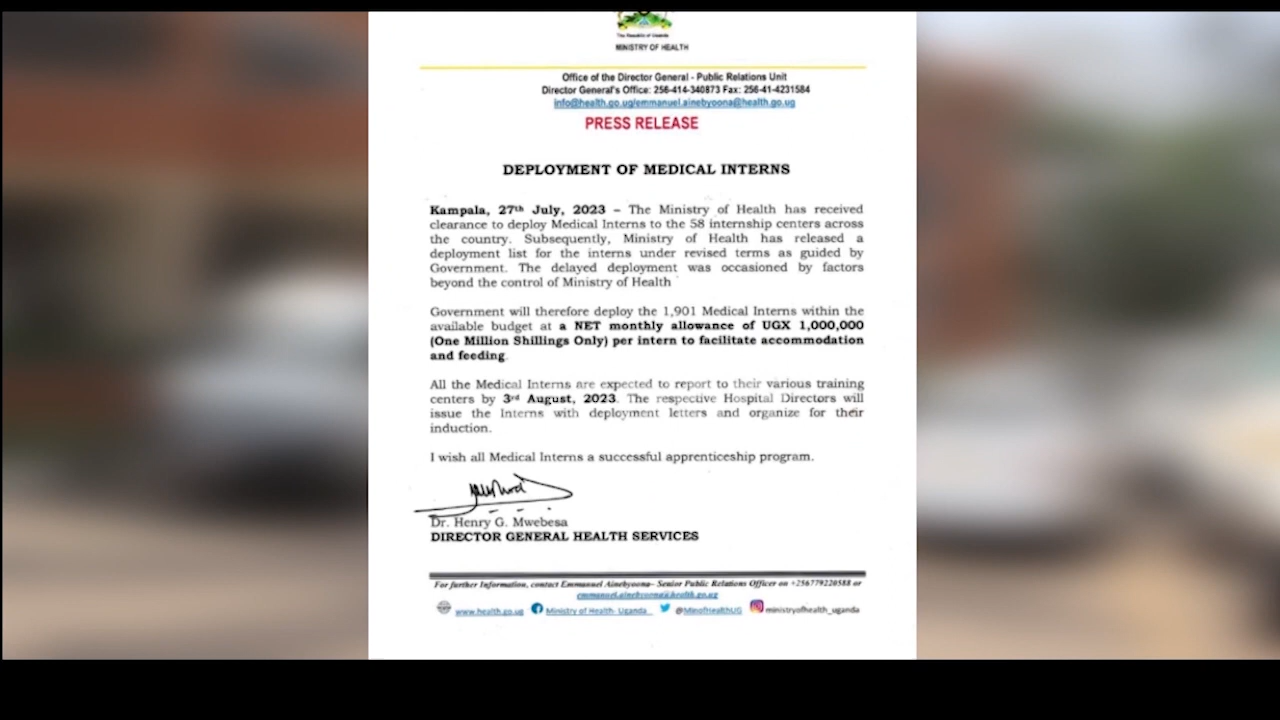 The Republic of Uganda
MINISTRY OF HEALTH
Office of the Director General - Public Relations Unit
Director General's Office: 256-414-340873 Fax: 256-41-4231584
info@health.go.ug/emmanuel.ainebyoona@health.go.ug
PRESS RELEASE
DEPLOYMENT OF MEDICAL INTERNS
Kampala, 27th July, 2023 – The Ministry of Health has received
clearance to deploy Medical Interns to the 58 internship centers across
the country. Subsequently, Ministry of Health has released a
deployment list for the interns under revised terms as guided by
Government. The delayed deployment was occasioned by factors
beyond the control of Ministry of Health
Government will therefore deploy the 1,901 Medical Interns within the
available budget at a NET monthly allowance of UGX 1,000,000
(One Million Shillings Only) per intern to facilitate accommodation
and feeding.
All the Medical Interns are expected to report to their various training
centers by 3rd August, 2023. The respective Hospital Directors will
issue the Interns with deployment letters and organize for their
induction.
I wish all Medical Interns a successful apprenticeship program.
Dr. Henry G. Mwebesa
DIRECTOR GENERAL HEALTH SERVICES
For further Information, contact Emmanuel Ainebyoona– Senior Public Relations Officer on +256779220588 or
emmanuel.ainebyoona@health.go.ug
www.health.go.ug Ministry of Health- Uganda @MinofHealthUG ministryofhealth_uganda